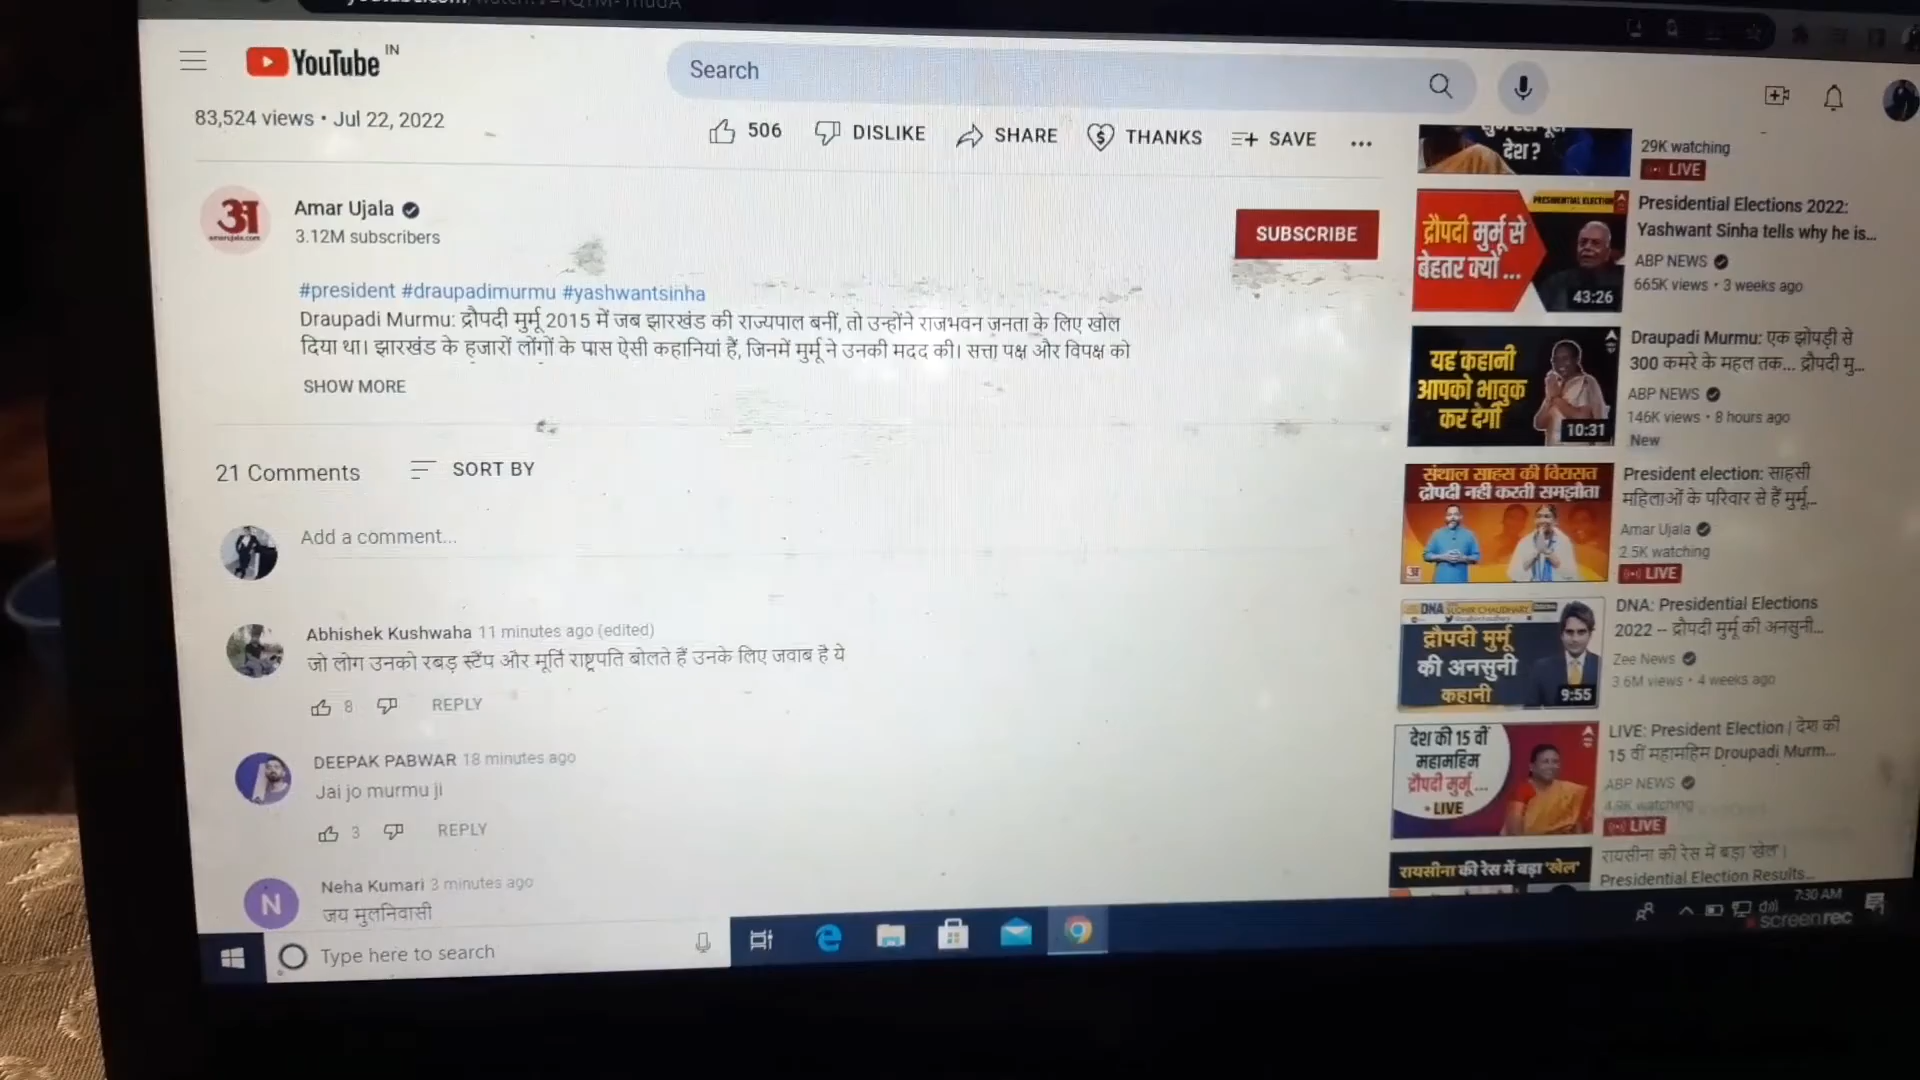 YouTube IN
Search
83,524 views • Jul 22, 2022
506
DISLIKE
SHARE
THANKS
SAVE
Amar Ujala
3.12M subscribers
SUBSCRIBE
#president #draupadimurmu #yashwantsinha
Draupadi Murmu: द्रौपदी मुर्मू 2015 में जब झारखंड की राज्यपाल बनीं, तो उन्होंने राजभवन जनता के लिए खोल
दिया था। झारखंड के हजारों लोंगों के पास ऐसी कहानियां हैं, जिनमें मुर्मू ने उनकी मदद की। सत्ता पक्ष और विपक्ष को
SHOW MORE
21 Comments
SORT BY
Add a comment...
Abhishek Kushwaha 11 minutes ago (edited)
जो लोग उनको रबड़ स्टैंप और मूर्ति राष्ट्रपति बोलते हैं उनके लिए जवाब है ये
8
REPLY
DEEPAK PABWAR 18 minutes ago
Jai jo murmu ji
3
REPLY
N
Neha Kumari 3 minutes ago
जय मुलनिवासी
देश ?
29K watching
LIVE
PRESIDENTIAL ELECTION
द्रौपदी मुर्मू से
बेहतर क्यों ...
43:26
Presidential Elections 2022:
Yashwant Sinha tells why he is...
ABP NEWS
665K views • 3 weeks ago
यह कहानी
आपको भावुक
कर देगी
10:31
Draupadi Murmu: एक झोपड़ी से
300 कमरे के महल तक... द्रौपदी मु...
ABP NEWS
146K views • 8 hours ago
New
संथाल साहस की विरासत
द्रोपदी नहीं करती समझौता
अ
President election: साहसी
महिलाओं के परिवार से हैं मुर्मू...
Amar Ujala
2.5K watching
LIVE
DNA SUDHIR CHAUDHARY
द्रौपदी मुर्मू
की अनसुनी
कहानी
9:55
DNA: Presidential Elections
2022 – द्रौपदी मुर्मू की अनसुनी...
Zee News
3.6M views • 4 weeks ago
देश की 15 वीं
महामहिम
द्रौपदी मुर्मू...
• LIVE
LIVE: President Election | देश की
15 वीं महामहिम Droupadi Murm...
ABP NEWS
4.9K watching
LIVE
रायसीना की रेस में बड़ा 'खेल'
रायसीना की रेस में बड़ा 'खेल' |
Presidential Election Results...
Type here to search
7:30 AM
screenrec